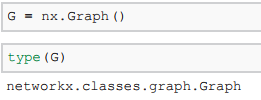 G = nx.Graph()
type(G)
networkx.classes.graph.Graph